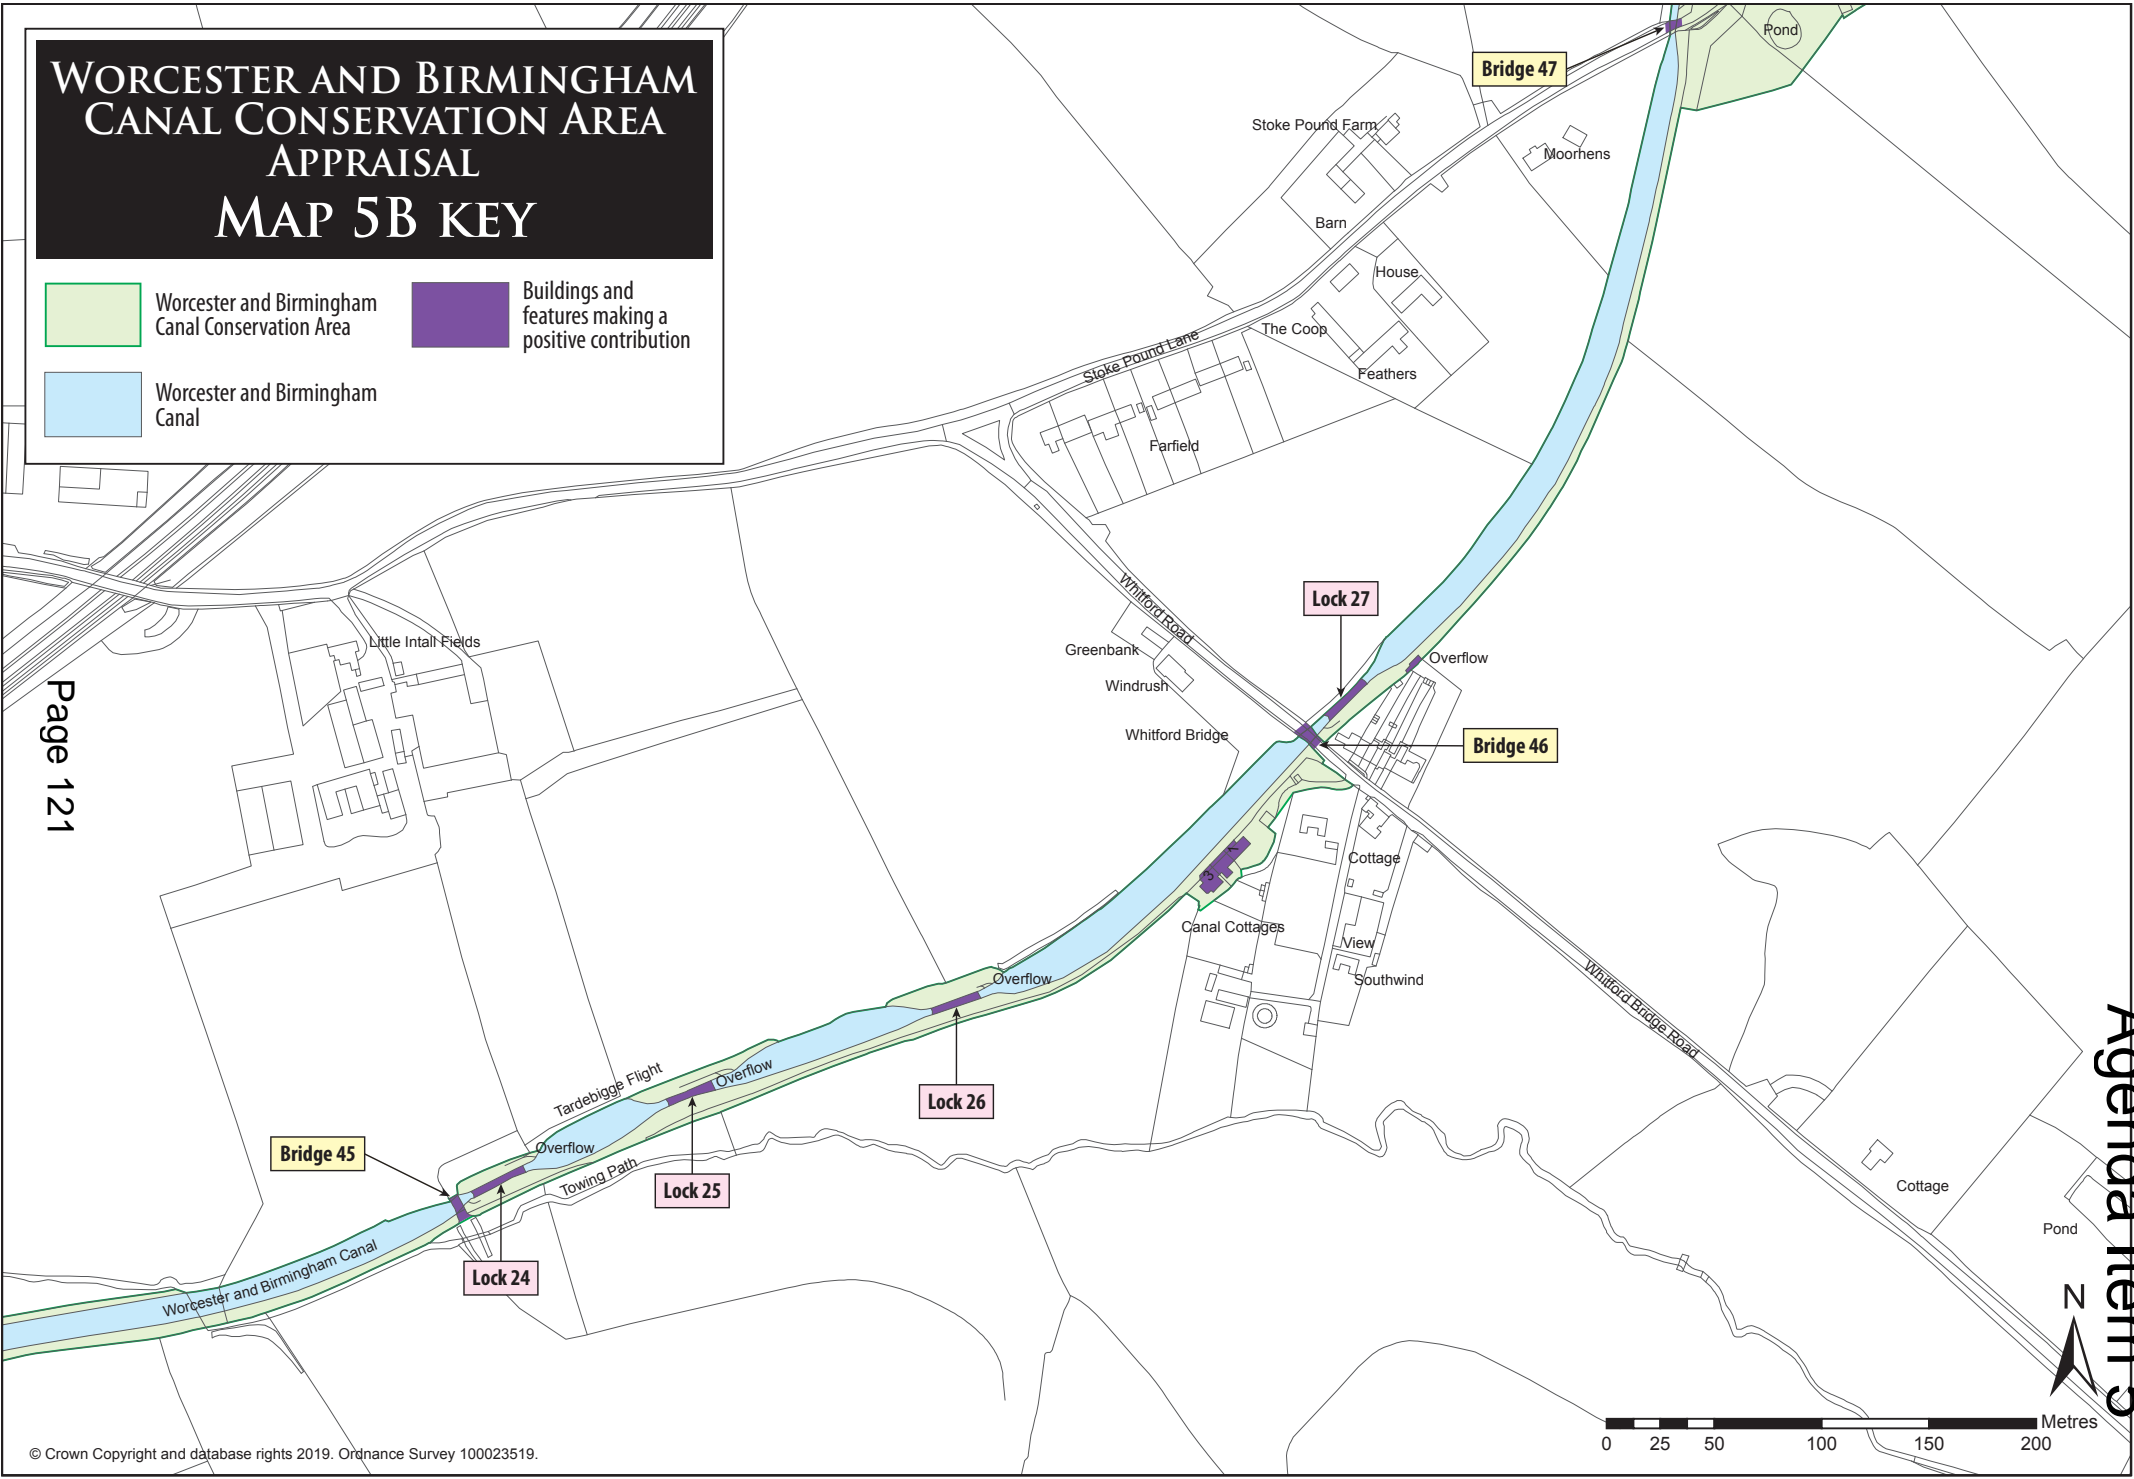 WORCESTER AND BIRMINGHAM
CANAL CONSERVATION AREA
APPRAISAL
MAP 5B KEY
Worcester and Birmingham
Canal Conservation Area
Buildings and
features making a
positive contribution
Worcester and Birmingham
Canal
Pond
Bridge 47
Stoke Pound Farm
Moorhens
Barn
House
The Coop
Stoke Pound Lane
Feathers
Farfield
Whitford Road
Lock 27
Little Intall Fields
Greenbank
Overflow
Windrush
Whitford Bridge
Bridge 46
Page 121
1
3
Cottage
Canal Cottages
View
Southwind
Overflow
Whitford Bridge Road
Overflow
Tardebigge Flight
Lock 26
Overflow
Bridge 45
Towing Path
Lock 25
Cottage
Pond
Worcester and Birmingham Canal
Lock 24
Agenda Item 5
N
Metres
0 25 50 100 150 200
© Crown Copyright and database rights 2019. Ordnance Survey 100023519.